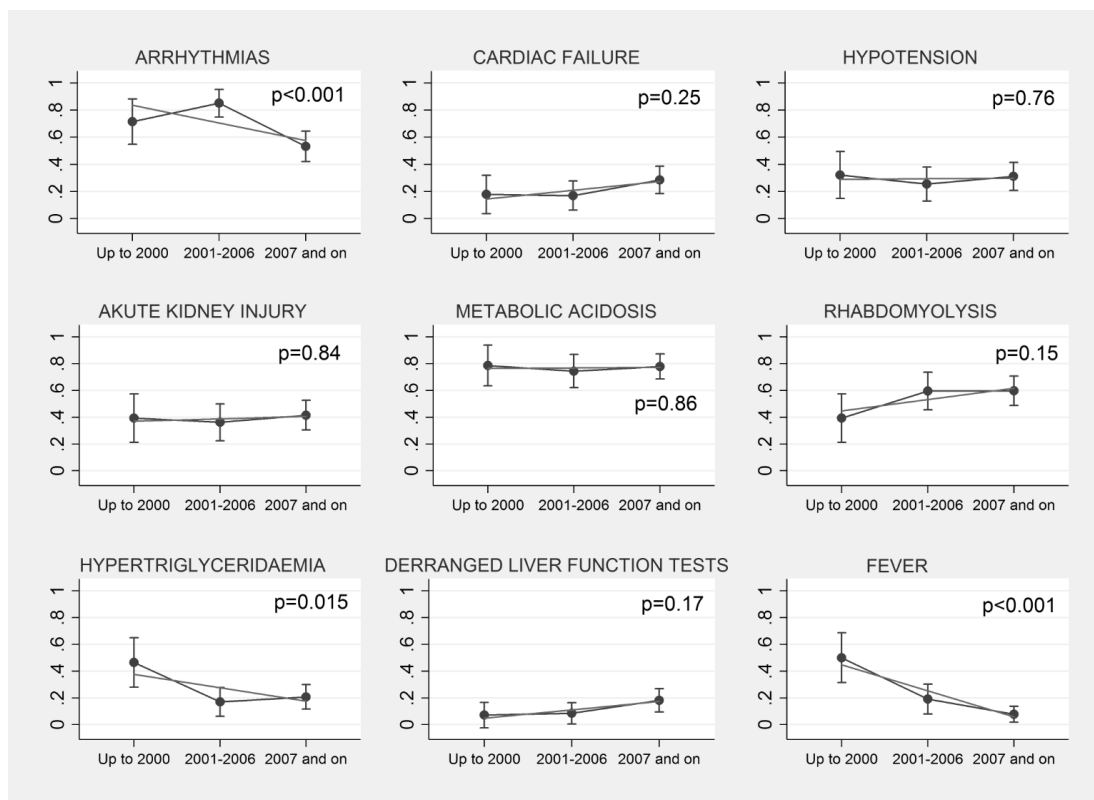 ARRHYTHMIAS
p<0.001
1
.8
.6
.4
.2
0
Up to 2000 2001-2006 2007 and on
CARDIAC FAILURE
p=0.25
1
.8
.6
.4
.2
0
Up to 2000 2001-2006 2007 and on
HYPOTENSION
p=0.76
1
.8
.6
.4
.2
0
Up to 2000 2001-2006 2007 and on
AKUTE KIDNEY INJURY
p=0.84
1
.8
.6
.4
.2
0
Up to 2000 2001-2006 2007 and on
METABOLIC ACIDOSIS
1
.8
.6
p=0.86
.4
.2
0
Up to 2000 2001-2006 2007 and on
RHABDOMYOLYSIS
p=0.15
1
.8
.6
.4
.2
0
Up to 2000 2001-2006 2007 and on
HYPERTRIGLYCERIDAEMIA
p=0.015
1
.8
.6
.4
.2
0
Up to 2000 2001-2006 2007 and on
DERRANGED LIVER FUNCTION TESTS
p=0.17
1
.8
.6
.4
.2
0
Up to 2000 2001-2006 2007 and on
FEVER
p<0.001
1
.8
.6
.4
.2
0
Up to 2000 2001-2006 2007 and on